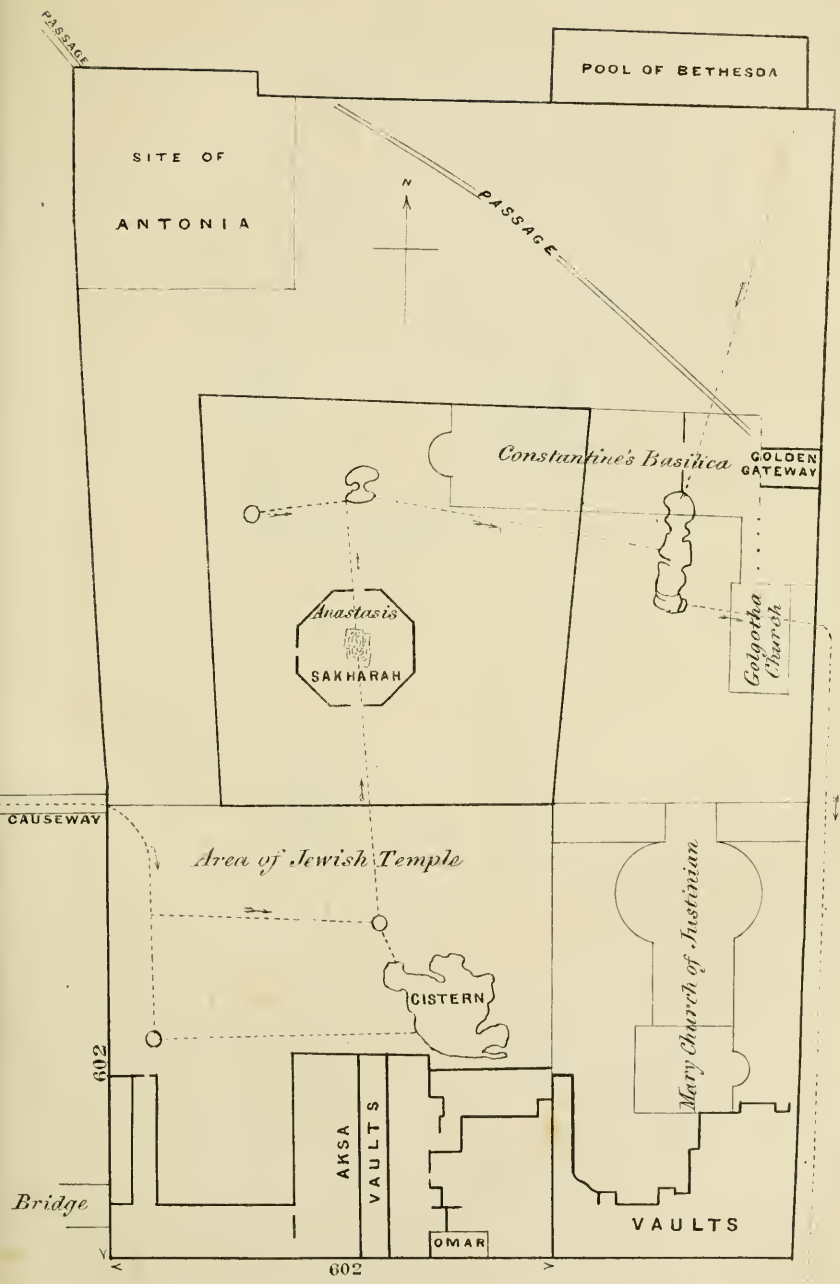 PASSAGE
POOL OF BETHESDA
SITE OF
ANTONIA
N
PASSAGE
Constantine's Basilica
GOLDEN
GATEWAY
Anastasis
SAKHARAH
Golgotha
Church
CAUSEWAY
Area of Jewish Temple
Mary Church of Justinian
CISTERN
602
AKSA
VAULTS
Bridge
VAULTS
OMAR
602